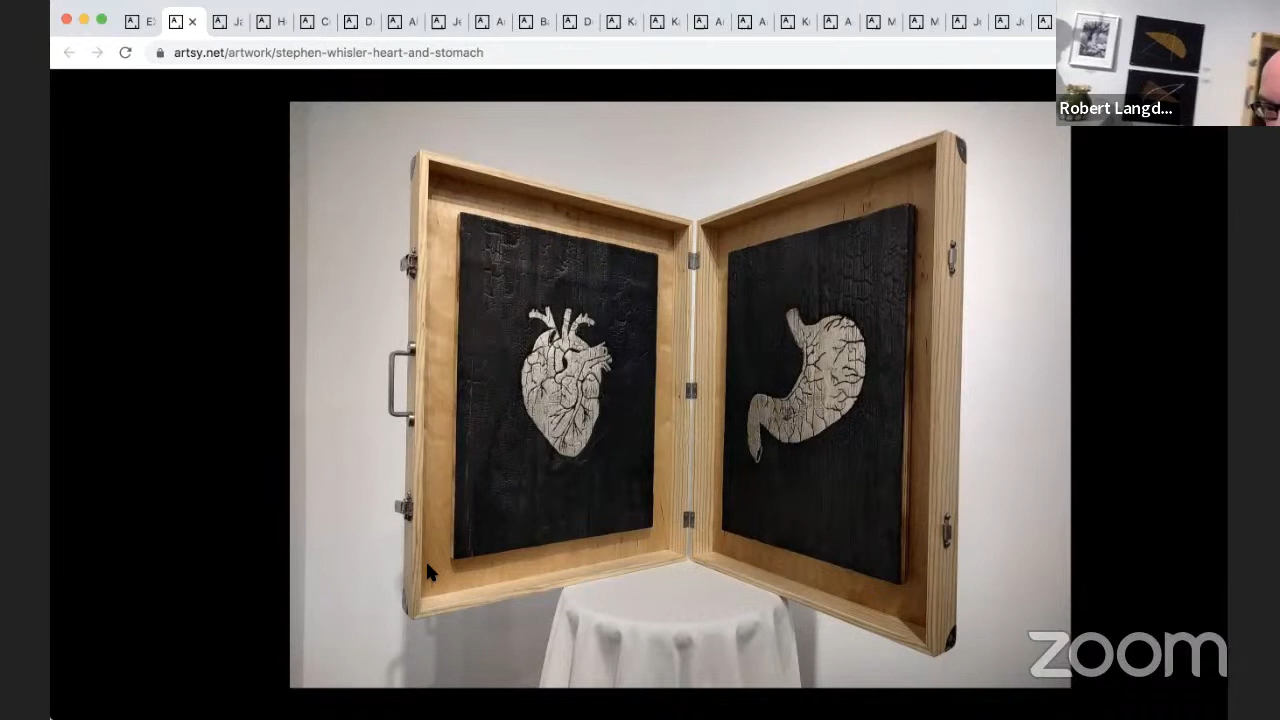 E
J
H
C
D
A
J
A
B
D
K
K
A
A
K
A
M
M
J
J
artsy.net/artwork/stephen-whisler-heart-and-stomach
Robert Langd...
zoom